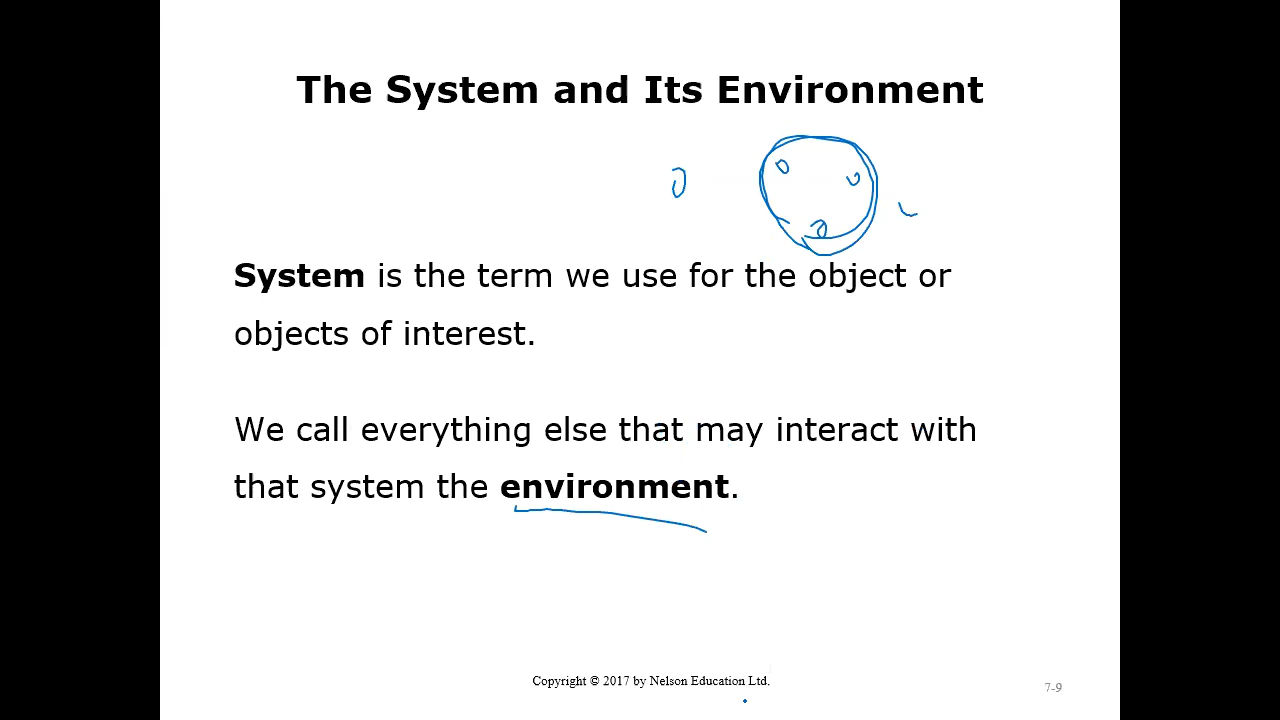 The System and Its Environment
System is the term we use for the object or
objects of interest.
We call everything else that may interact with
that system the environment.
Copyright © 2017 by Nelson Education Ltd.
7-9